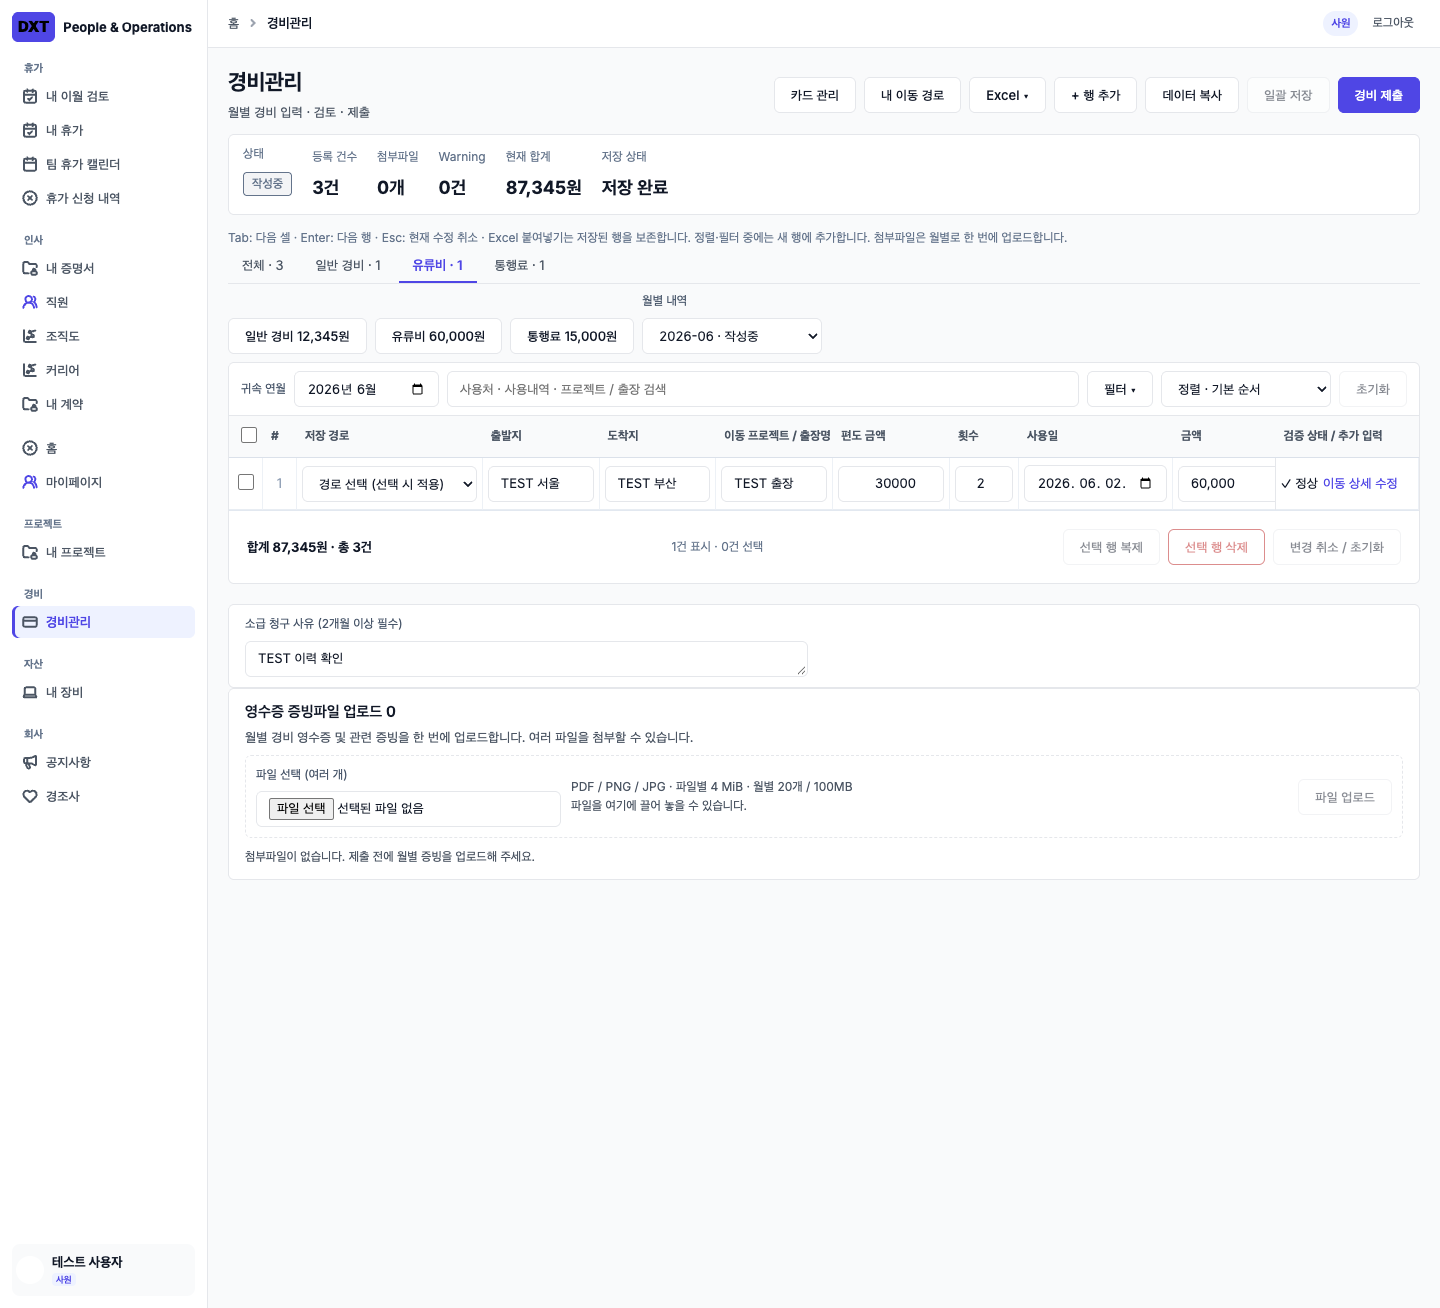 DXT People & Operations
휴가
내 이월 검토
내 휴가
팀 휴가 캘린더
휴가 신청 내역
인사
내 증명서
직원
조직도
커리어
내 계약
홈
마이페이지
프로젝트
내 프로젝트
경비
경비관리
자산
내 장비
회사
공지사항
경조사
테스트 사용자
사원
홈 > 경비관리
사원 로그아웃
경비관리
월별 경비 입력 · 검토 · 제출
카드 관리 내 이동 경로 Excel ▾ + 행 추가 데이터 복사 일괄 저장 경비 제출
상태 등록 건수 첨부파일 Warning 현재 합계 저장 상태
작성중 3건 0개 0건 87,345원 저장 완료
Tab: 다음 셀 · Enter: 다음 행 · Esc: 현재 수정 취소 · Excel 붙여넣기는 저장된 행을 보존합니다. 정렬·필터 중에는 새 행에 추가합니다. 첨부파일은 월별로 한 번에 업로드합니다.
전체 · 3 일반 경비 · 1 유류비 · 1 통행료 · 1
월별 내역
일반 경비 12,345원 유류비 60,000원 통행료 15,000원 2026-06 · 작성중
귀속 연월 2026년 6월 사용처 · 사용내역 · 프로젝트 / 출장 검색 필터 ▾ 정렬 · 기본 순서 초기화
# 저장 경로 출발지 도착지 이동 프로젝트 / 출장명 편도 금액 횟수 사용일 금액 검증 상태 / 추가 입력
1 경로 선택 (선택 시 적용) TEST 서울 TEST 부산 TEST 출장 30000 2 2026. 06. 02. 60,000 ✓ 정상 이동 상세 수정
합계 87,345원 · 총 3건 1건 표시 · 0건 선택 선택 행 복제 선택 행 삭제 변경 취소 / 초기화
소급 청구 사유 (2개월 이상 필수)
TEST 이력 확인
영수증 증빙파일 업로드 0
월별 경비 영수증 및 관련 증빙을 한 번에 업로드합니다. 여러 파일을 첨부할 수 있습니다.
파일 선택 (여러 개)
파일 선택 선택된 파일 없음
PDF / PNG / JPG · 파일별 4 MiB · 월별 20개 / 100MB
파일을 여기에 끌어 놓을 수 있습니다.
파일 업로드
첨부파일이 없습니다. 제출 전에 월별 증빙을 업로드해 주세요.